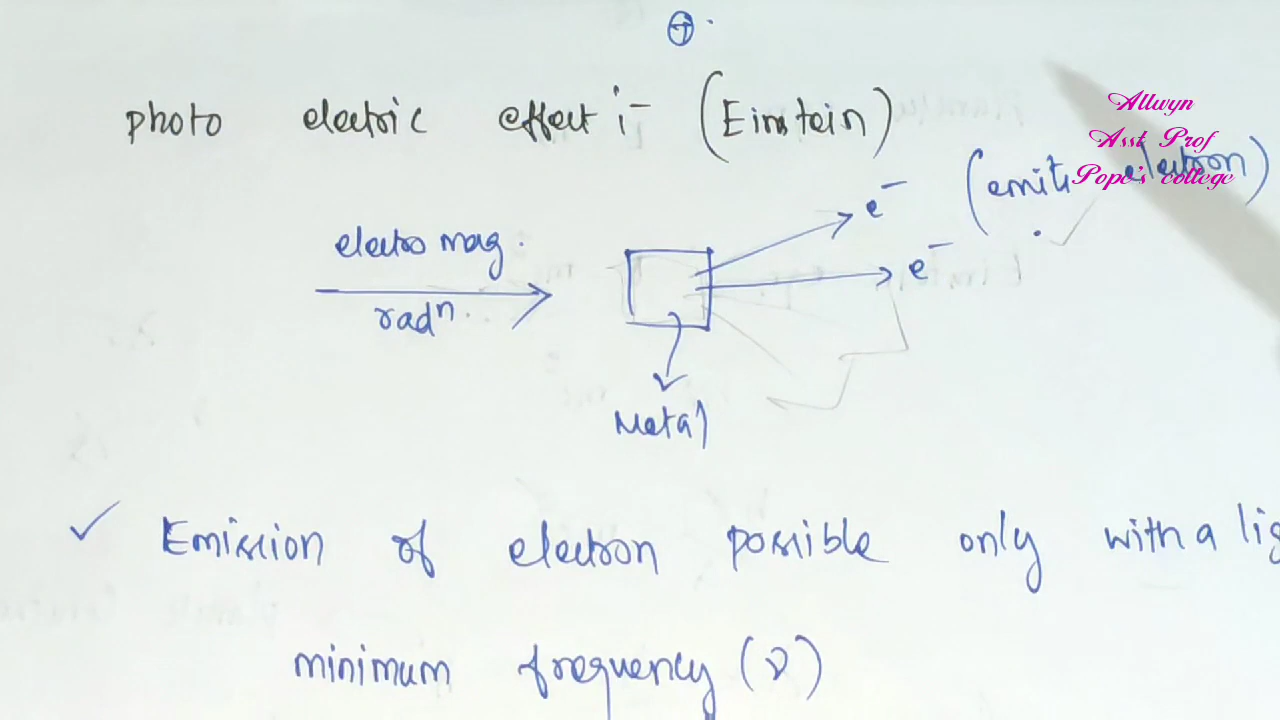 photo electric effect :- (Einstein)
Allwyn
Asst Prof
Pope's college
e⁻ (emit electron)
electro mag.
radⁿ.
e⁻
Metal
✓ Emission of electron possible only with a lig
minimum frequency (ν)